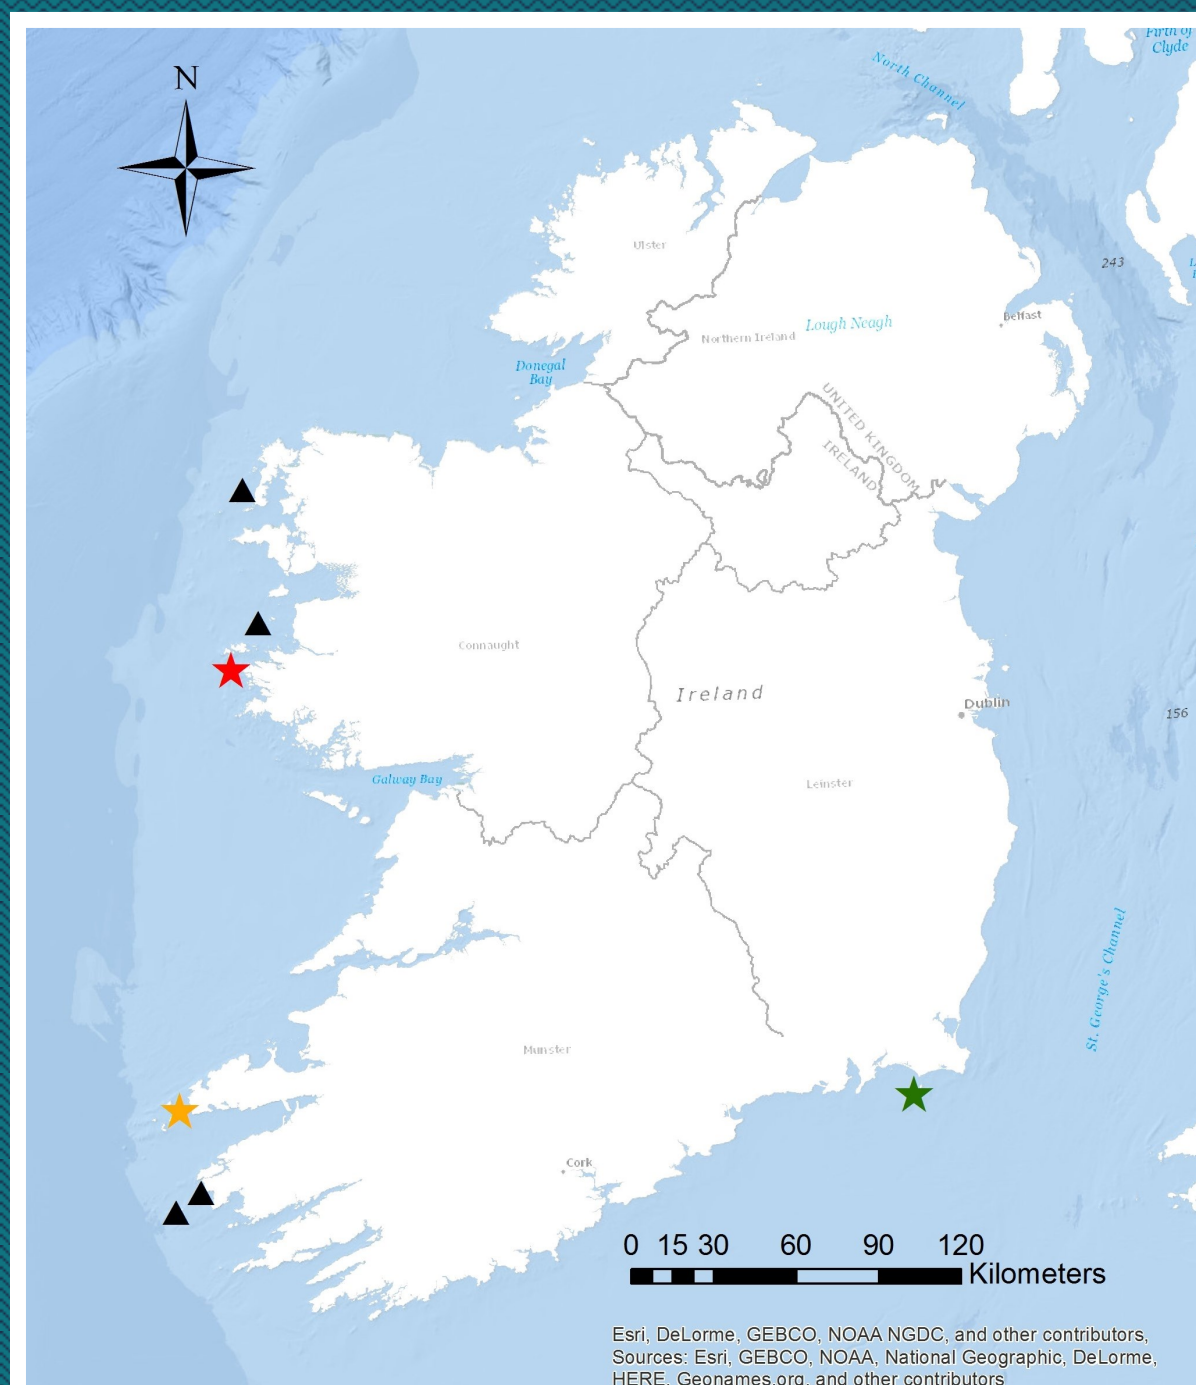 N
Firth of
Clyde
North Channel
Ulster
243
Belfast
Lough Neagh
Northern Ireland
Donegal
Bay
UNITED KINGDOM
IRELAND
Connaught
Ireland
Dublin
156
Galway Bay
Leinster
St. George's Channel
Munster
Cork
0 15 30 60 90 120
Kilometers
Esri, DeLorme, GEBCO, NOAA NGDC, and other contributors,
Sources: Esri, GEBCO, NOAA, National Geographic, DeLorme,
HERE, Geonames.org, and other contributors